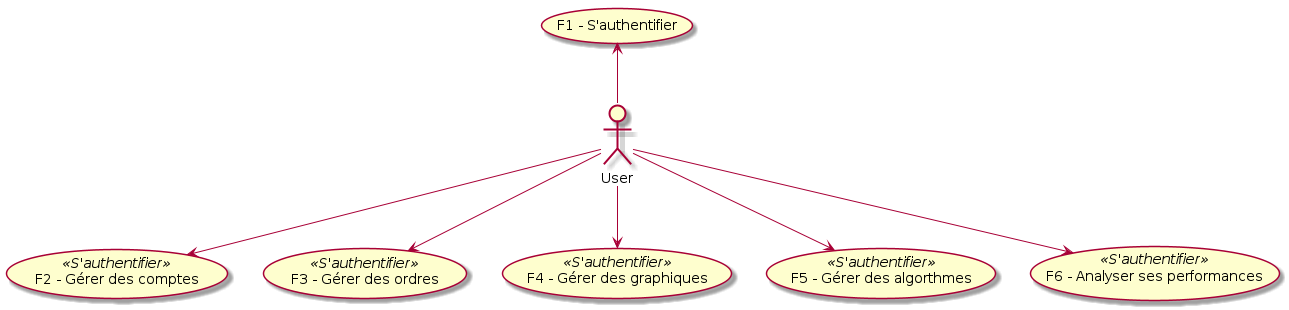 F1 - S'authentifier
User
«S'authentifier»
F2 - Gérer des comptes
«S'authentifier»
F3 - Gérer des ordres
«S'authentifier»
F4 - Gérer des graphiques
«S'authentifier»
F5 - Gérer des algorthmes
«S'authentifier»
F6 - Analyser ses performances